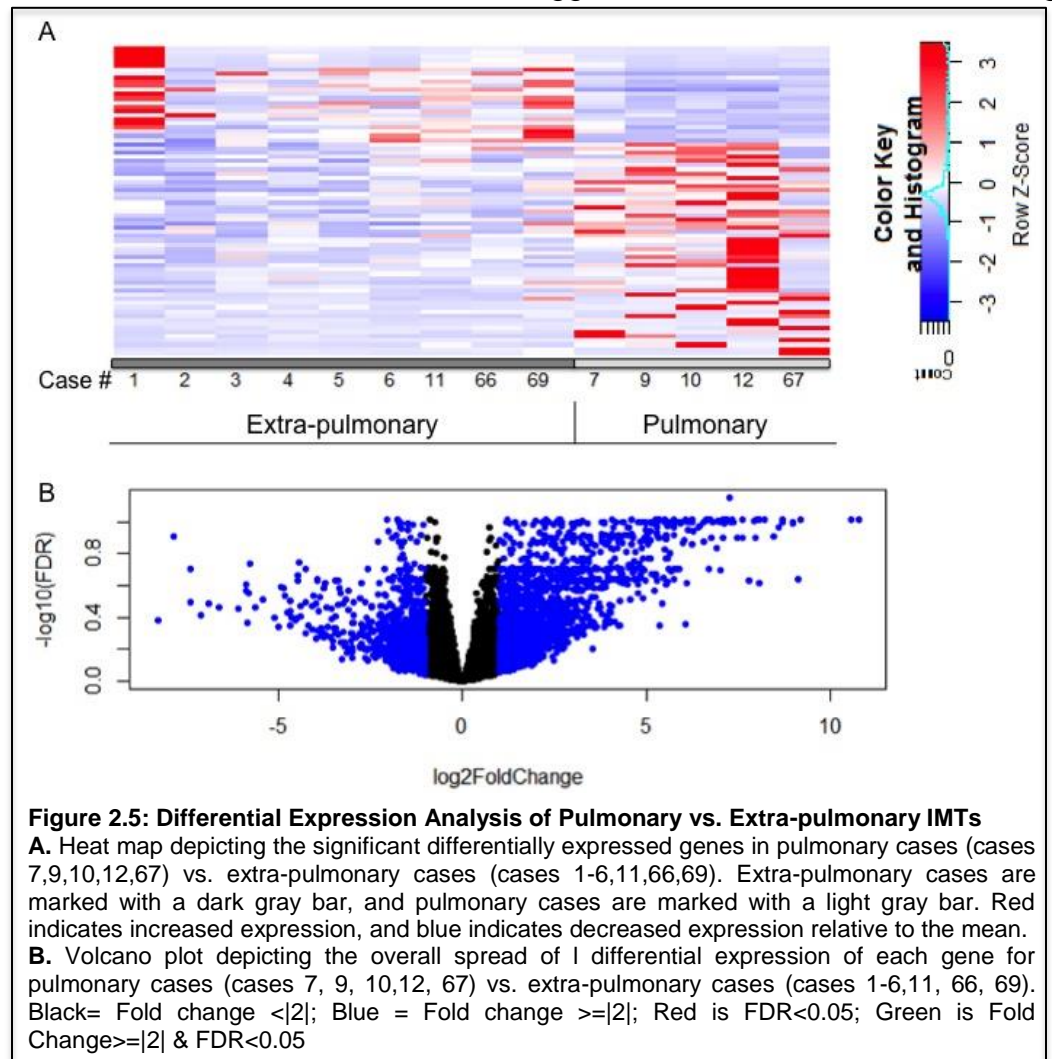 A
Color Key
and Histogram
3
2
1
0
-1
-2
-3
Row Z-Score
0
Count
Case # 1 2 3 4 5 6 11 66 69 7 9 10 12 67
Extra-pulmonary Pulmonary
B
-log10(FDR)
0.8
0.4
0.0
-5 0 5 10
log2FoldChange
Figure 2.5: Differential Expression Analysis of Pulmonary vs. Extra-pulmonary IMTs
A. Heat map depicting the significant differentially expressed genes in pulmonary cases (cases
7,9,10,12,67) vs. extra-pulmonary cases (cases 1-6,11,66,69). Extra-pulmonary cases are
marked with a dark gray bar, and pulmonary cases are marked with a light gray bar. Red
indicates increased expression, and blue indicates decreased expression relative to the mean.
B. Volcano plot depicting the overall spread of l differential expression of each gene for
pulmonary cases (cases 7, 9, 10,12, 67) vs. extra-pulmonary cases (cases 1-6,11, 66, 69).
Black= Fold change <|2|; Blue = Fold change >=|2|; Red is FDR<0.05; Green is Fold
Change>=|2| & FDR<0.05